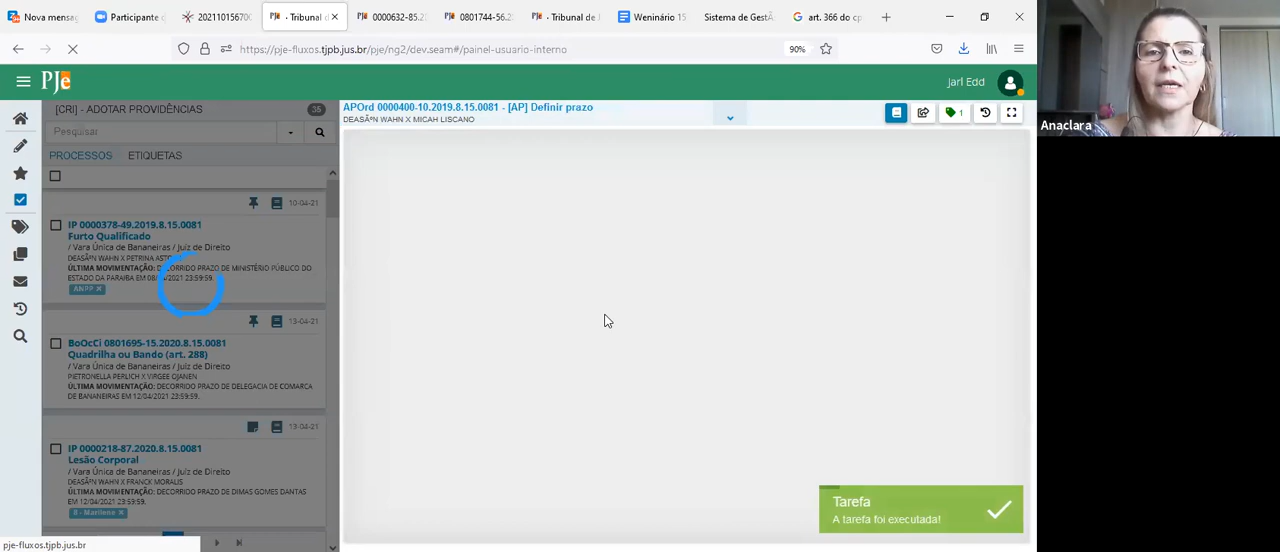 Nova mensa
Participante d
20211015670
· Tribunal d
0000632-85.2
0801744-56.2
· Tribunal de J
Weninário 15
Sistema de GestÃ
art. 366 do cp
https://pje-fluxos.tjpb.jus.br/pje/ng2/dev.seam#/painel-usuario-interno
90%
PJe
Jarl Edd
[CRI] - ADOTAR PROVIDÊNCIAS
35
Pesquisar
PROCESSOS
ETIQUETAS
10-04-21
IP 0000378-49.2019.8.15.0081
Furto Qualificado
/ Vara Única de Bananeiras / Juiz de Direito
DEASÃºN WAHN X PETRINA
ÚLTIMA MOVIMENTAÇÃO: DECORRIDO PRAZO DE MINISTÉRIO PÚBLICO DO
ESTADO DA PARAIBA EM 2021 23:59:59.
ANPP ×
13-04-21
BoOcCi 0801695-15.2020.8.15.0081
Quadrilha ou Bando (art. 288)
/ Vara Única de Bananeiras / Juiz de Direito
PIETRONELLA PERLICH X VIRGEE OJANEN
ÚLTIMA MOVIMENTAÇÃO: DECORRIDO PRAZO DE DELEGACIA DE COMARCA
DE BANANEIRAS EM 12/04/2021 23:59:59.
13-04-21
IP 0000218-87.2020.8.15.0081
Lesão Corporal
/ Vara Única de Bananeiras / Juiz de Direito
DEASÃºN WAHN X FRANCK MORALIS
ÚLTIMA MOVIMENTAÇÃO: DECORRIDO PRAZO DE DIMAS GOMES DANTAS
EM 12/04/2021 23:59:59.
8 - Marilene ×
pje-fluxos.tjpb.jus.br
APOrd 0000400-10.2019.8.15.0081 - [AP] Definir prazo
DEASÃºN WAHN X MICAH LISCANO
1
Tarefa
A tarefa foi executada!
Anaclara